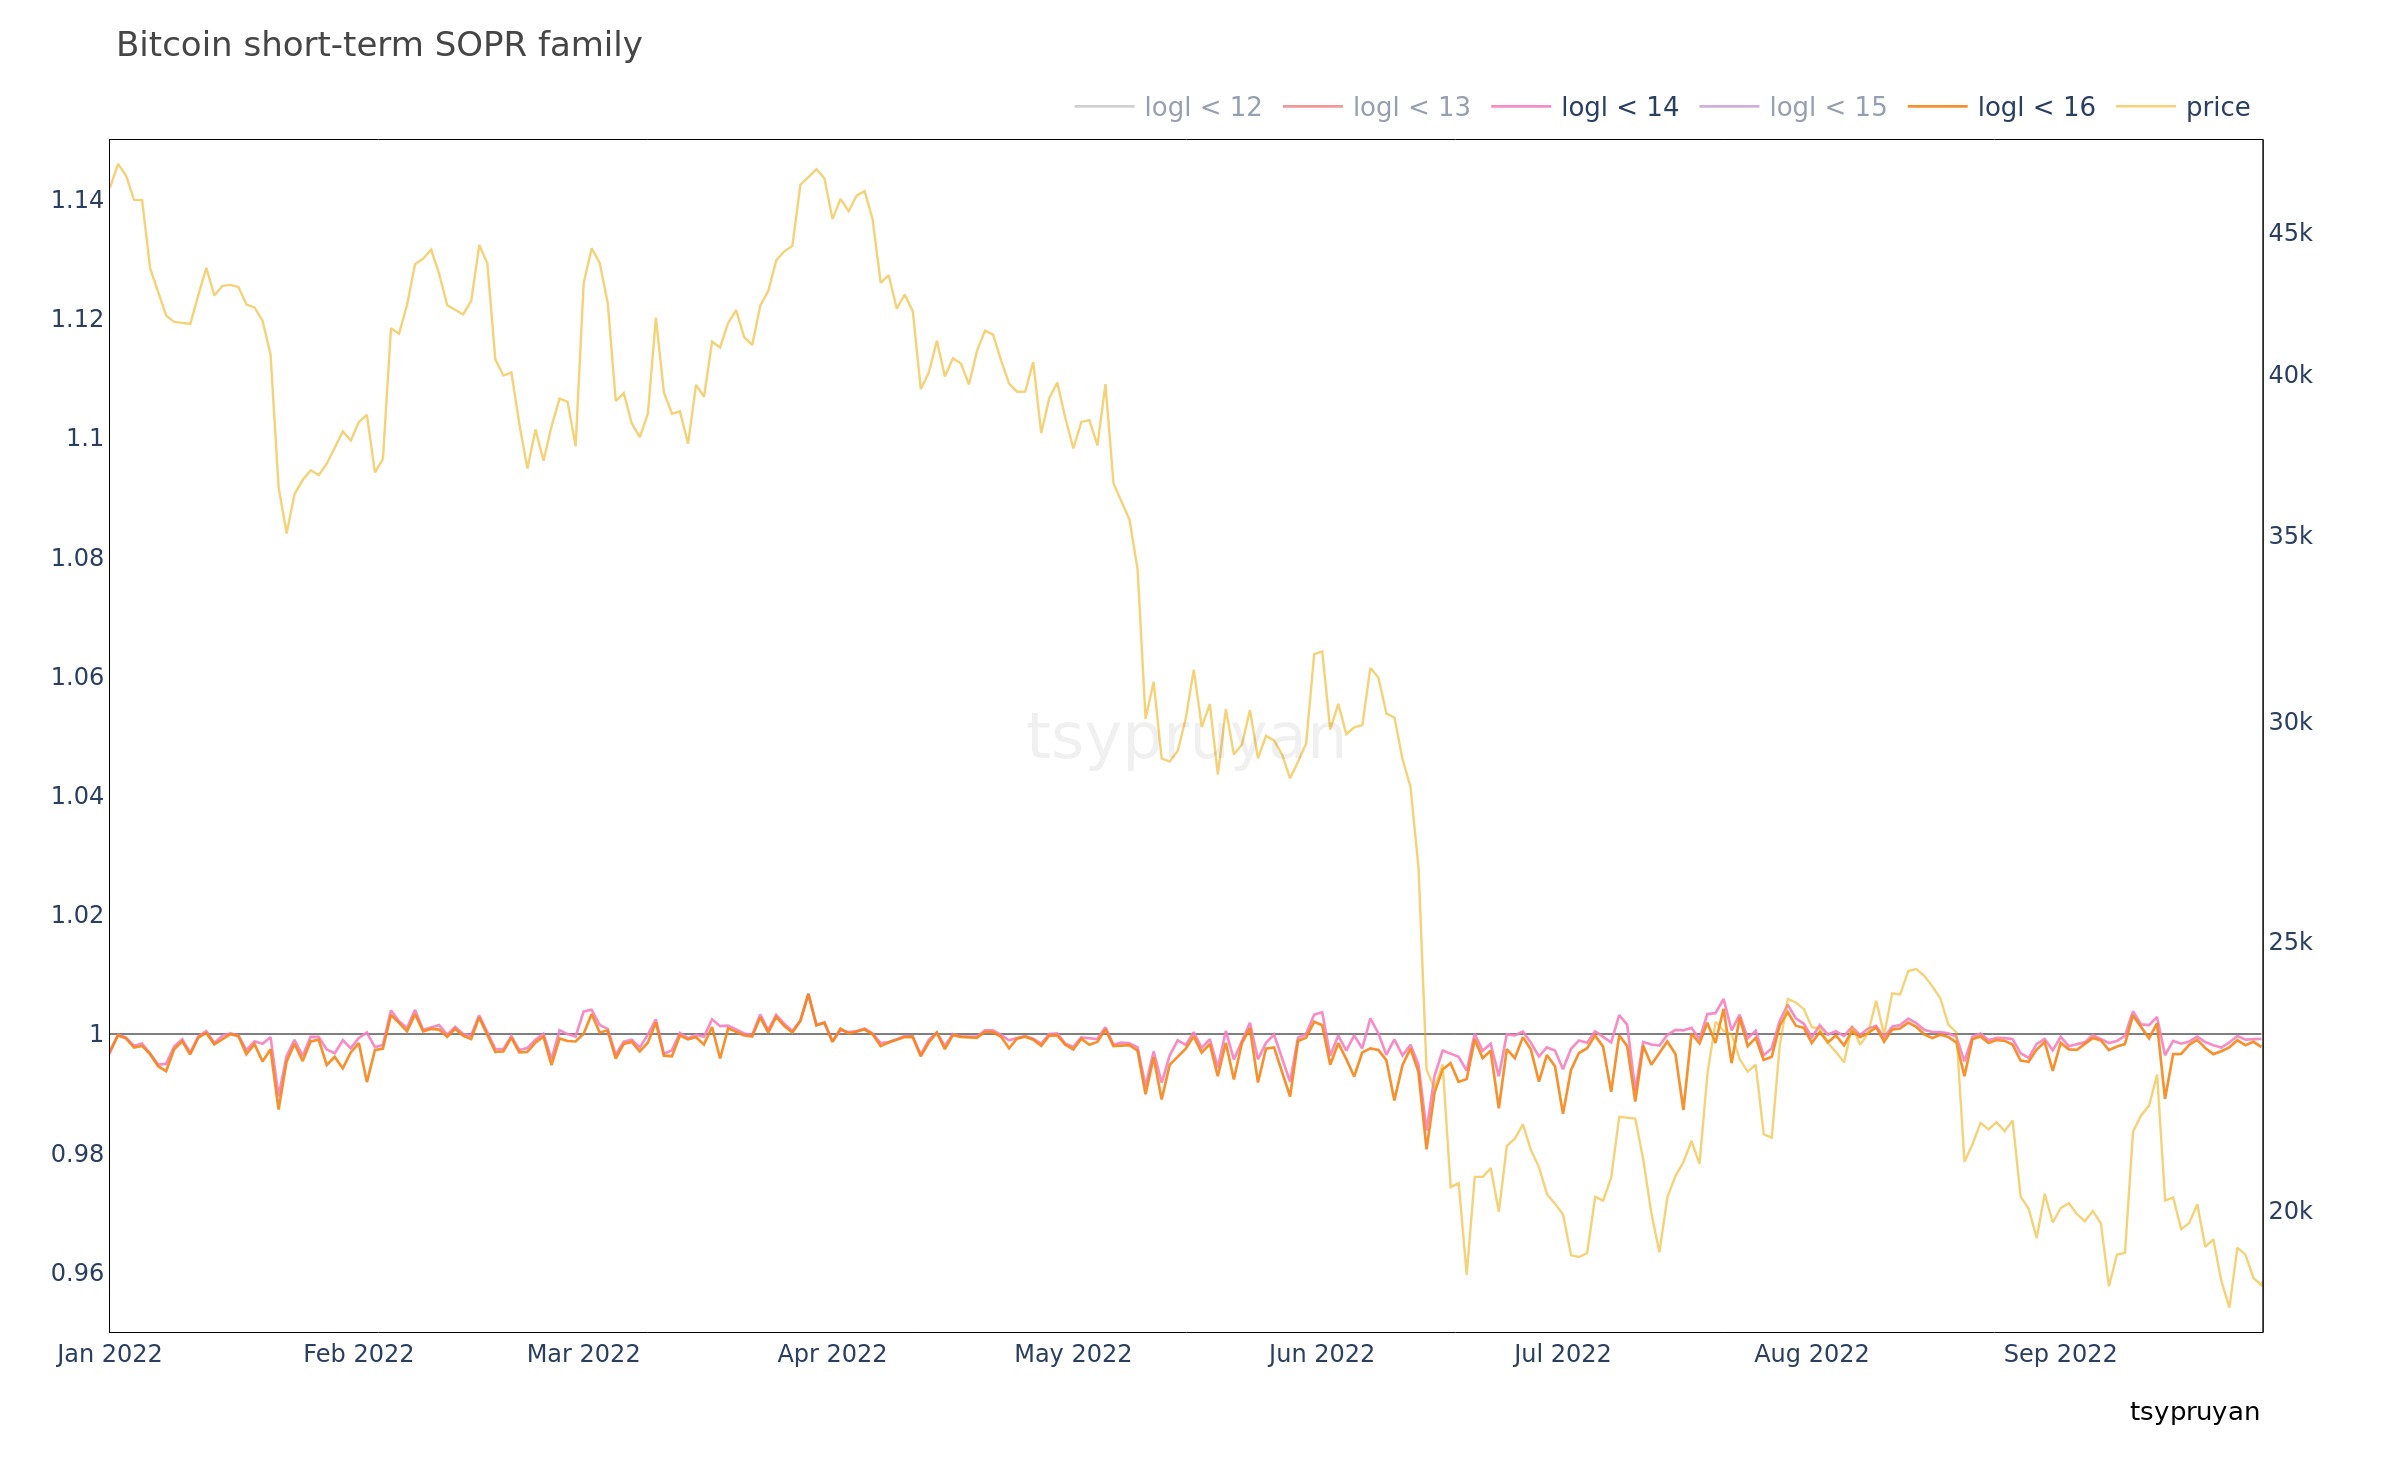 Bitcoin short-term SOPR family
logl < 12 logl < 13 logl < 14 logl < 15 logl < 16 price
1.14
1.12
1.1
1.08
1.06
1.04
1.02
1
0.98
0.96
45k
40k
35k
30k
25k
20k
tsypruyan
Jan 2022 Feb 2022 Mar 2022 Apr 2022 May 2022 Jun 2022 Jul 2022 Aug 2022 Sep 2022
tsypruyan